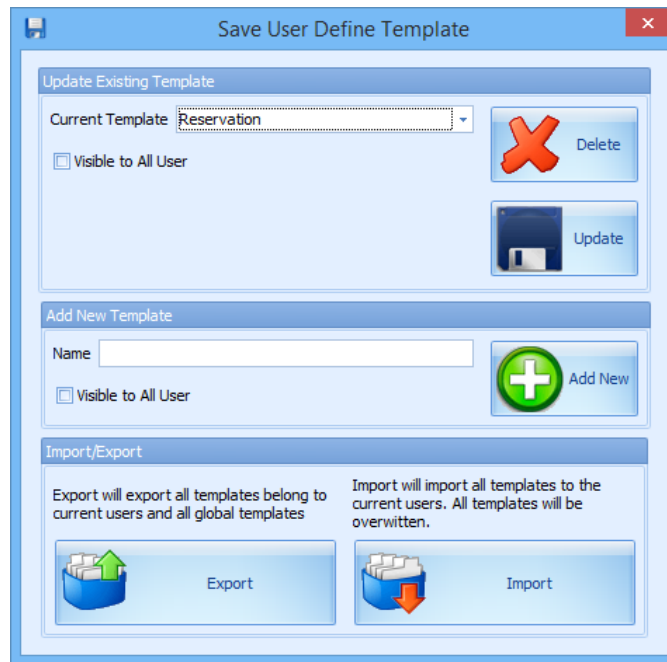 Save User Define Template
Update Existing Template
Current Template Reservation
Visible to All User
Delete
Update
Add New Template
Name
Visible to All User
Add New
Import/Export
Export will export all templates belong to
current users and all global templates
Import will import all templates to the
current users. All templates will be
overwitten.
Export
Import